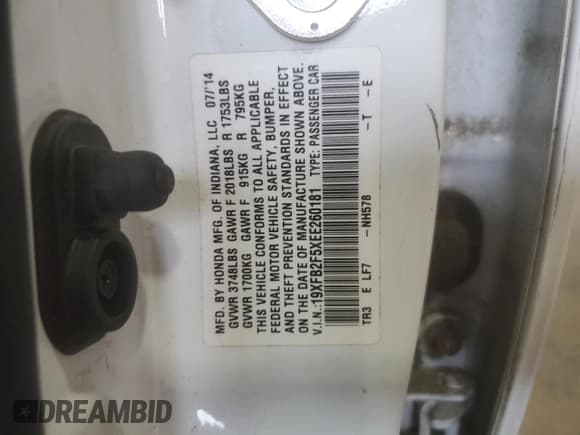 MFD. BY HONDA MFG. OF INDIANA, LLC 07/'14
GVWR 3748LBS GAWR F 2018LBS R 1753LBS
GVWR 1700KG GAWR F 915KG R 795KG
THIS VEHICLE CONFORMS TO ALL APPLICABLE
FEDERAL MOTOR VEHICLE SAFETY, BUMPER,
AND THEFT PREVENTION STANDARDS IN EFFECT
ON THE DATE OF MANUFACTURE SHOWN ABOVE.
V.I.N.:19XFB2F5XEE260181 TYPE: PASSENGER CAR
TR3 E LF7 -NH578 -T -E
DREAMBID